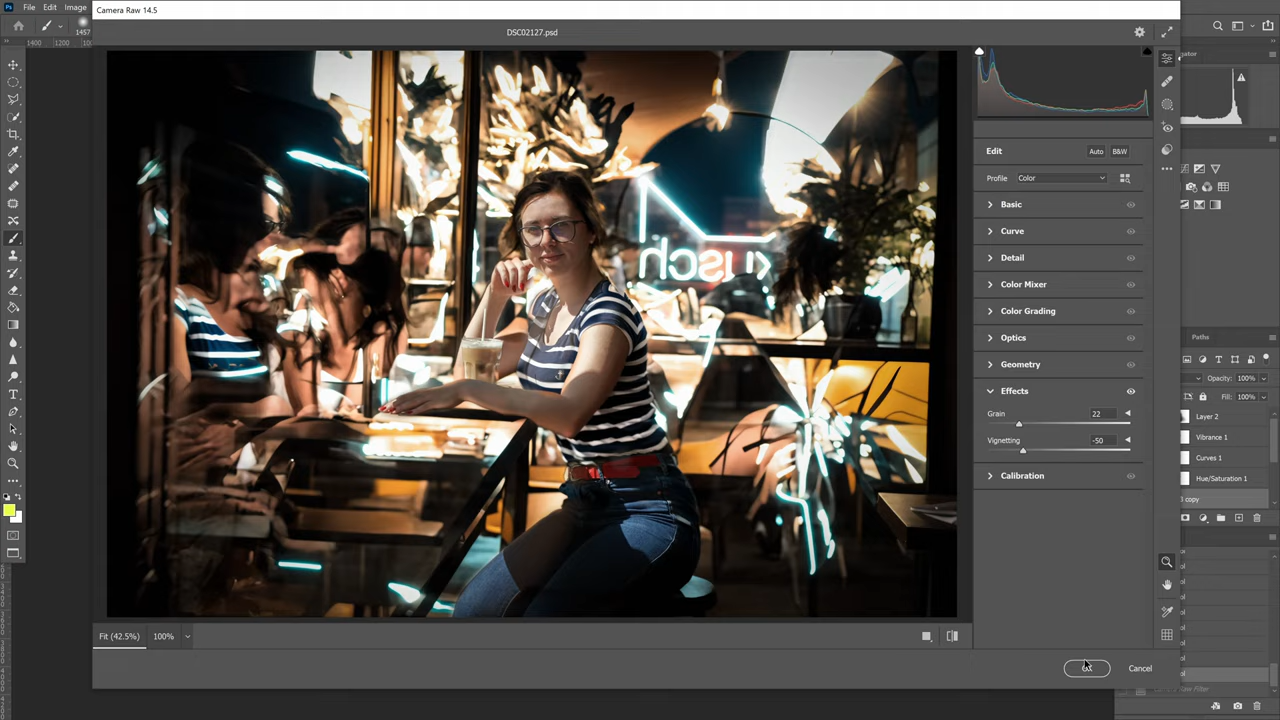 File Edit Image
Camera Raw 14.5
1457
1400 1200
DSC02127.psd
Edit
Auto
B&W
Profile
Color
Basic
Curve
Detail
Color Mixer
Color Grading
Optics
Geometry
Effects
Grain
22
Vignetting
-50
Calibration
Paths
Opacity: 100%
Fill: 100%
Layer 2
Vibrance 1
Curves 1
Hue/Saturation 1
copy
Fit (42.5%)
100%
OK
Cancel